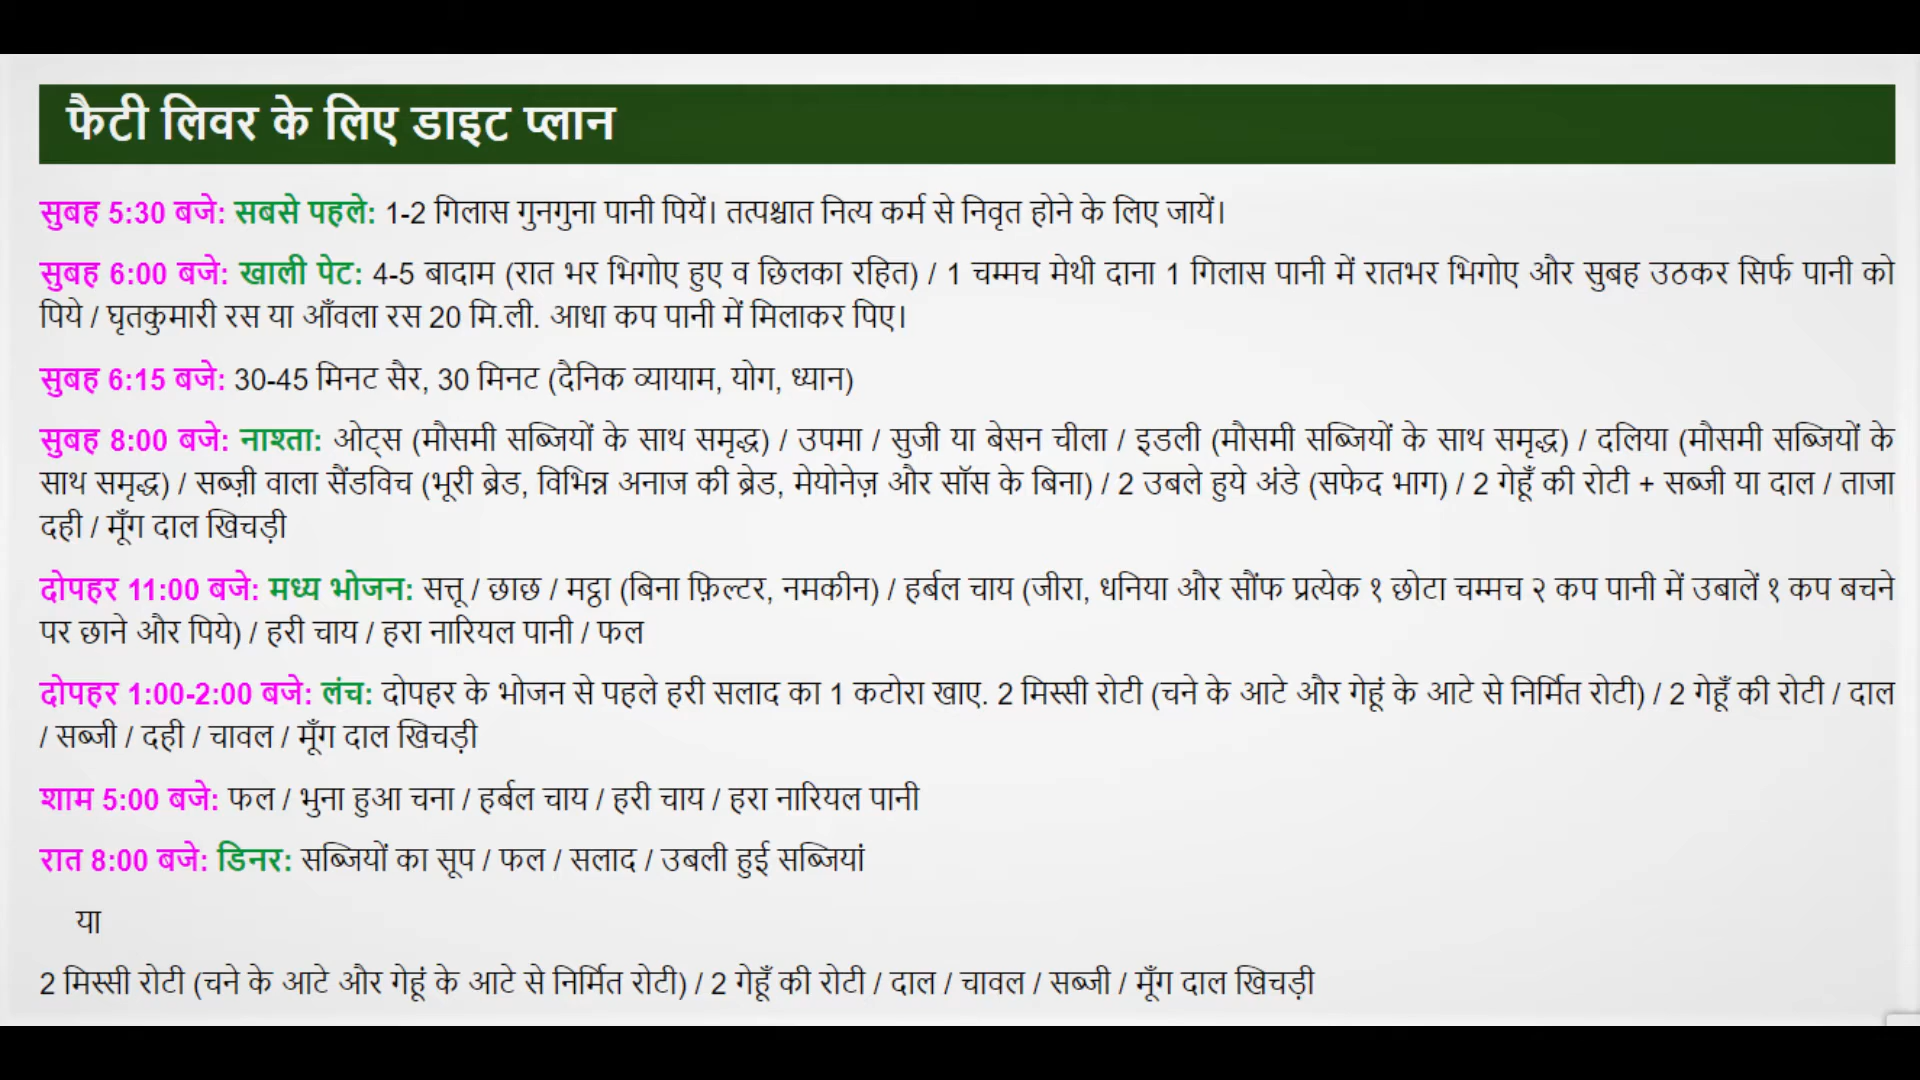 फैटी लिवर के लिए डाइट प्लान
सुबह 5:30 बजे: सबसे पहले: 1-2 गिलास गुनगुना पानी पियें। तत्पश्चात नित्य कर्म से निवृत होने के लिए जायें।
सुबह 6:00 बजे: खाली पेट: 4-5 बादाम (रात भर भिगोए हुए व छिलका रहित) / 1 चम्मच मेथी दाना 1 गिलास पानी में रातभर भिगोए और सुबह उठकर सिर्फ पानी को
पिये / घृतकुमारी रस या आँवला रस 20 मि.ली. आधा कप पानी में मिलाकर पिए।
सुबह 6:15 बजे: 30-45 मिनट सैर, 30 मिनट (दैनिक व्यायाम, योग, ध्यान)
सुबह 8:00 बजे: नाश्ता: ओट्स (मौसमी सब्जियों के साथ समृद्ध) / उपमा / सुजी या बेसन चीला / इडली (मौसमी सब्जियों के साथ समृद्ध) / दलिया (मौसमी सब्जियों के
साथ समृद्ध) / सब्ज़ी वाला सैंडविच (भूरी ब्रेड, विभिन्न अनाज की ब्रेड, मेयोनेज़ और सॉस के बिना) / 2 उबले हुये अंडे (सफेद भाग) / 2 गेहूँ की रोटी + सब्जी या दाल / ताजा
दही / मूँग दाल खिचड़ी
दोपहर 11:00 बजे: मध्य भोजन: सत्तू / छाछ / मट्ठा (बिना फ़िल्टर, नमकीन) / हर्बल चाय (जीरा, धनिया और सौंफ प्रत्येक १ छोटा चम्मच २ कप पानी में उबालें १ कप बचने
पर छाने और पिये) / हरी चाय / हरा नारियल पानी / फल
दोपहर 1:00-2:00 बजे: लंच: दोपहर के भोजन से पहले हरी सलाद का 1 कटोरा खाए. 2 मिस्सी रोटी (चने के आटे और गेहूं के आटे से निर्मित रोटी) / 2 गेहूँ की रोटी / दाल
/ सब्जी / दही / चावल / मूँग दाल खिचड़ी
शाम 5:00 बजे: फल / भुना हुआ चना / हर्बल चाय / हरी चाय / हरा नारियल पानी
रात 8:00 बजे: डिनर: सब्जियों का सूप / फल / सलाद / उबली हुई सब्जियां
या
2 मिस्सी रोटी (चने के आटे और गेहूं के आटे से निर्मित रोटी) / 2 गेहूँ की रोटी / दाल / चावल / सब्जी / मूँग दाल खिचड़ी